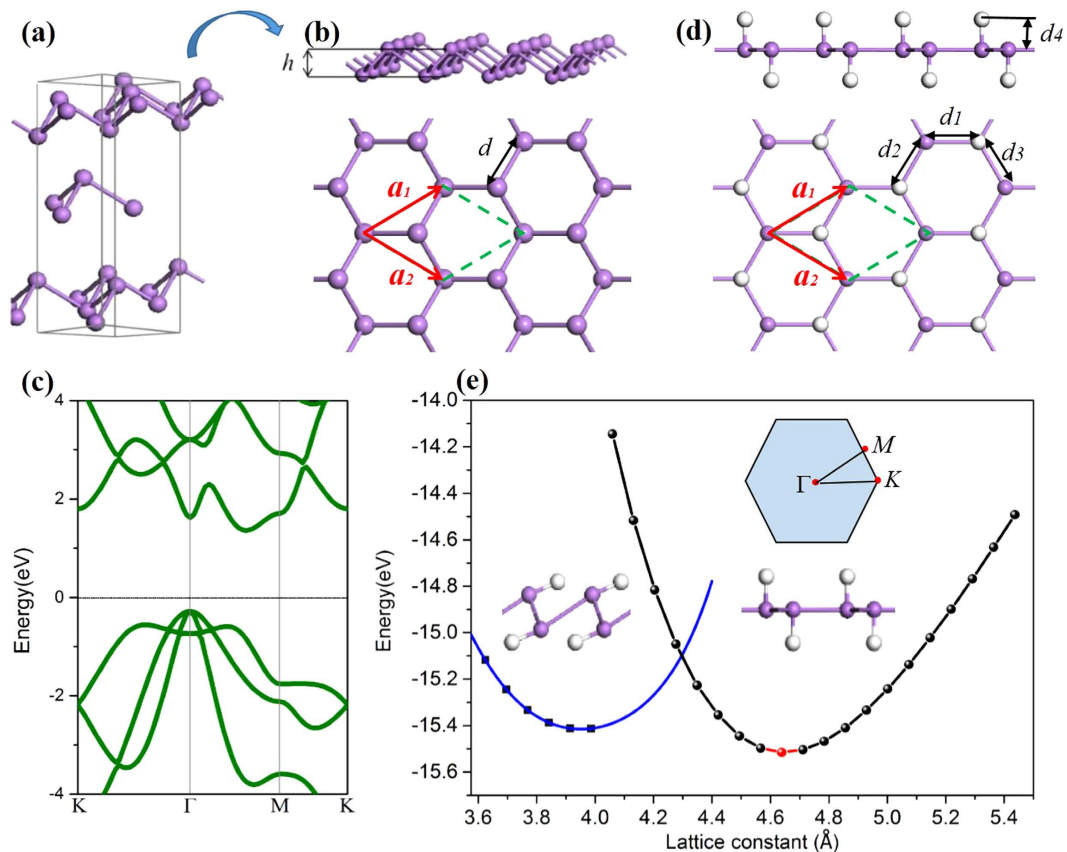 (a)
(b)
h
d
a1
a2
(d)
d4
d1
d2
d3
a1
a2
(c)
4
2
0
-2
-4
Energy(eV)
K
Γ
M
K
(e)
-14.0
-14.2
-14.4
-14.6
-14.8
-15.0
-15.2
-15.4
-15.6
Energy(eV)
M
Γ
K
3.6 3.8 4.0 4.2 4.4 4.6 4.8 5.0 5.2 5.4
Lattice constant (Å)